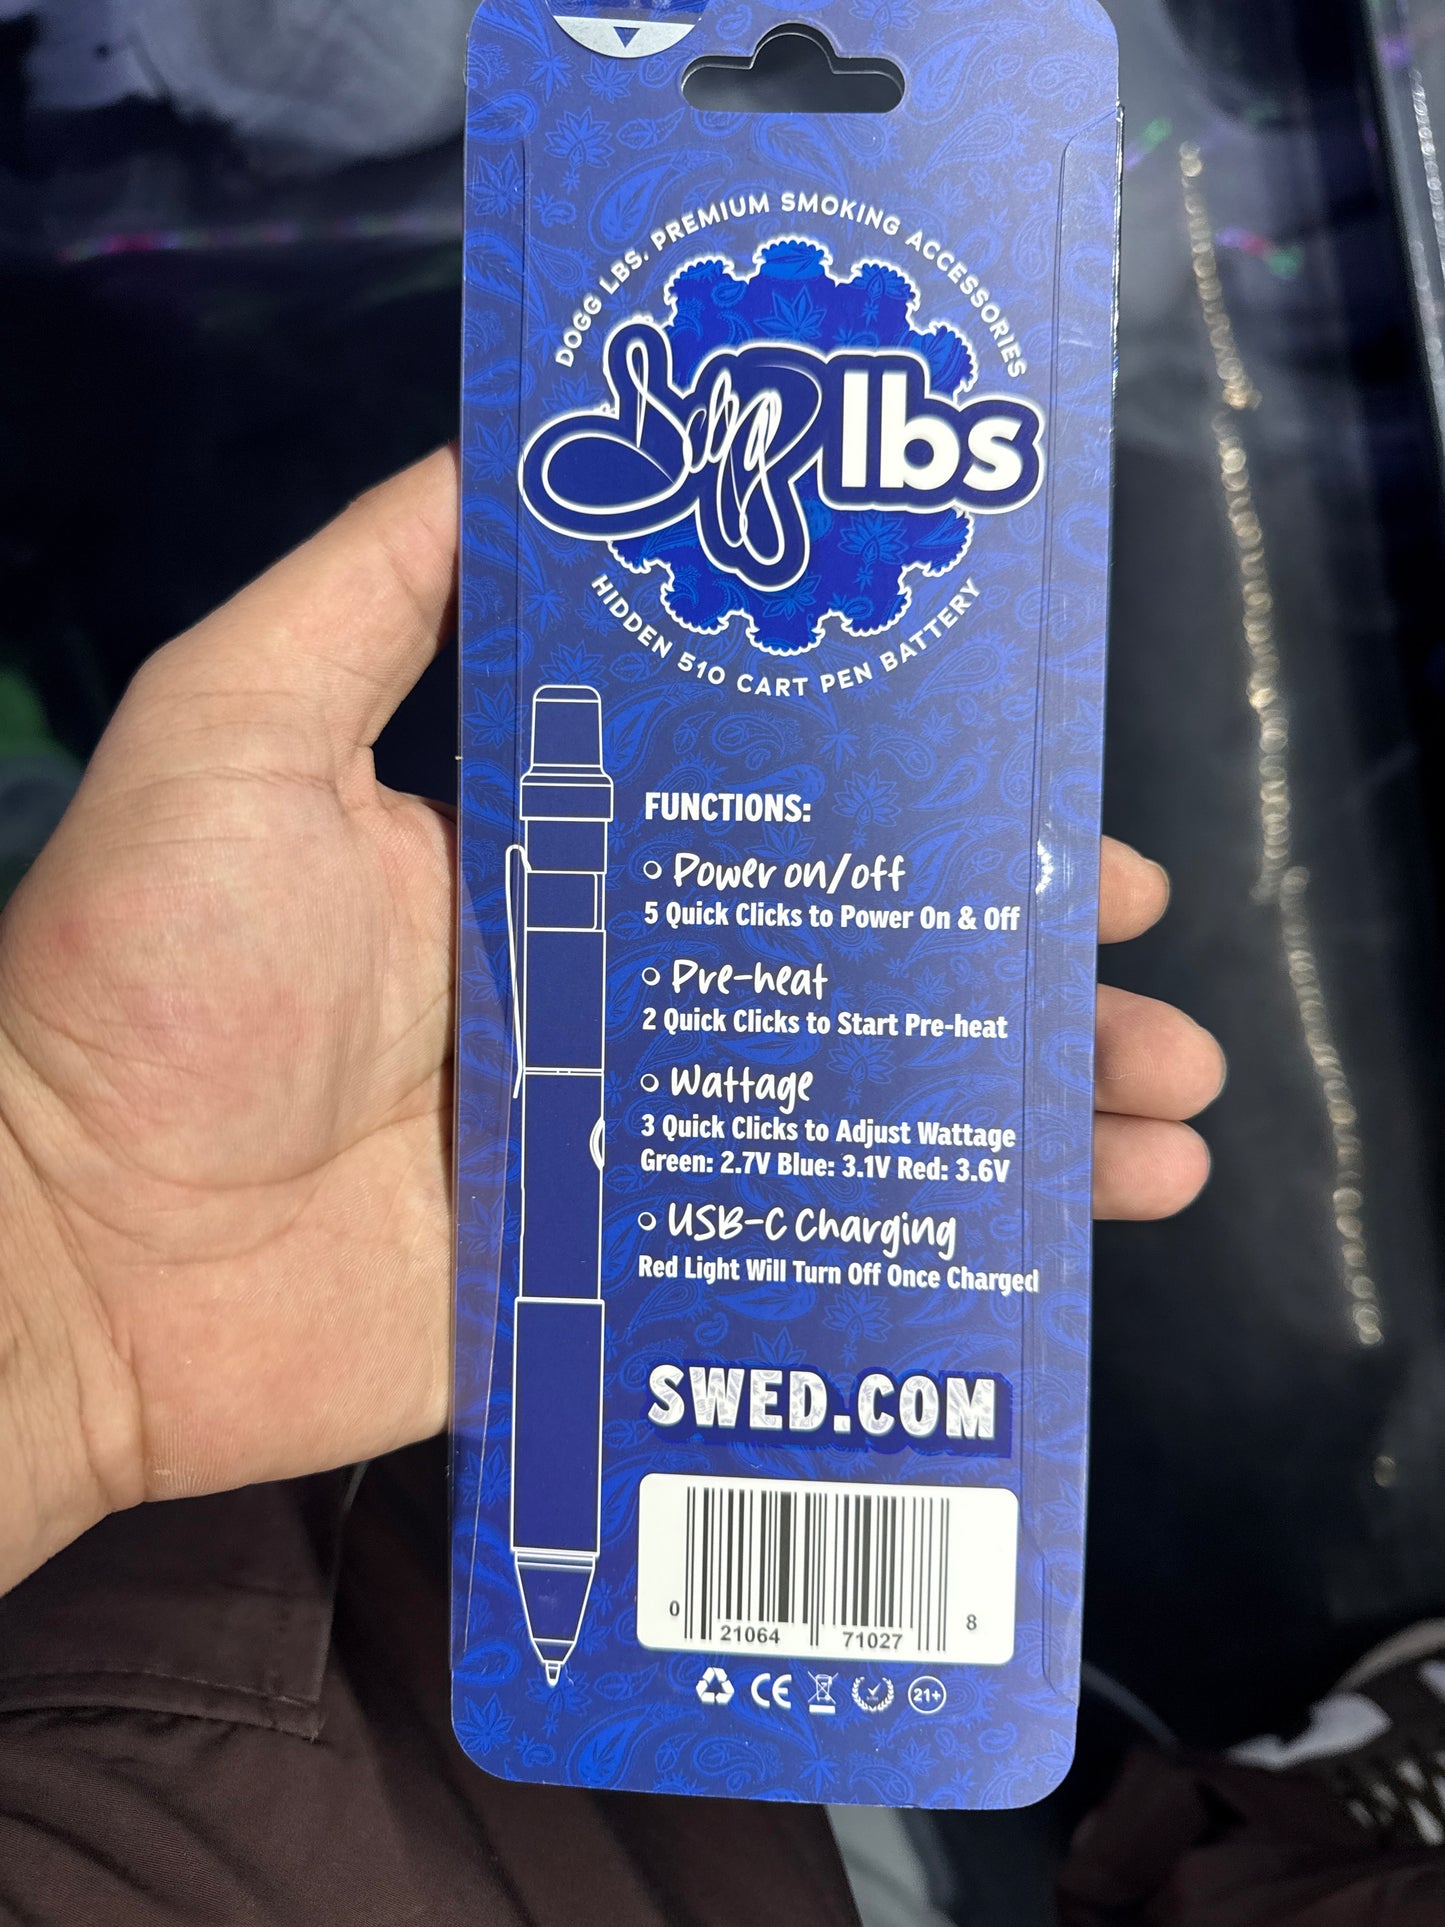 DOGG LBS. PREMIUM SMOKING ACCESSORIES
Dogg lbs
HIDDEN 510 CART PEN BATTERY
FUNCTIONS:
Power on/off
5 Quick Clicks to Power On & Off
Pre-heat
2 Quick Clicks to Start Pre-heat
Wattage
3 Quick Clicks to Adjust Wattage
Green: 2.7V Blue: 3.1V Red: 3.6V
USB-C Charging
Red Light Will Turn Off Once Charged
SWED.COM
0 21064 71027 8
CE 21+